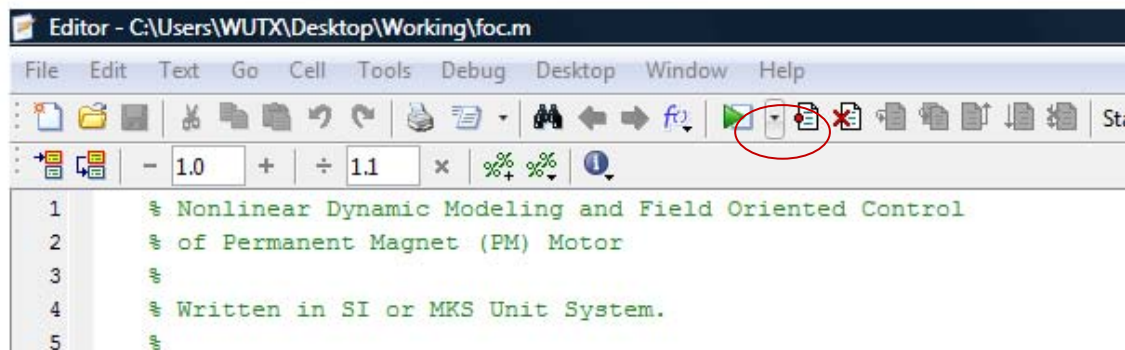 Editor - C:\Users\WUTX\Desktop\Working\foc.m
File Edit Text Go Cell Tools Debug Desktop Window Help
Sta
- 1.0 + ÷ 1.1 ×
1 % Nonlinear Dynamic Modeling and Field Oriented Control
2 % of Permanent Magnet (PM) Motor
3 %
4 % Written in SI or MKS Unit System.
5 %